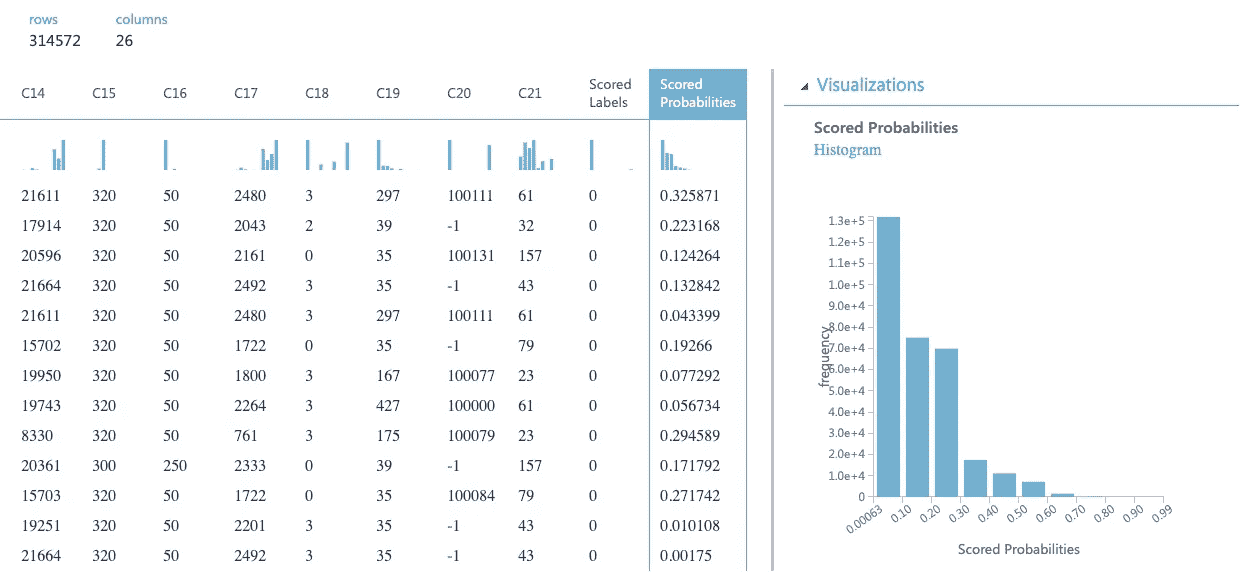 rows columns
314572 26
C14 C15 C16 C17 C18 C19 C20 C21 Scored Labels Scored Probabilities
21611 320 50 2480 3 297 100111 61 0 0.325871
17914 320 50 2043 2 39 -1 32 0 0.223168
20596 320 50 2161 0 35 100131 157 0 0.124264
21664 320 50 2492 3 35 -1 43 0 0.132842
21611 320 50 2480 3 297 100111 61 0 0.043399
15702 320 50 1722 0 35 -1 79 0 0.19266
19950 320 50 1800 3 167 100077 23 0 0.077292
19743 320 50 2264 3 427 100000 61 0 0.056734
8330 320 50 761 3 175 100079 23 0 0.294589
20361 300 250 2333 0 39 -1 157 0 0.171792
15703 320 50 1722 0 35 100084 79 0 0.271742
19251 320 50 2201 3 35 -1 43 0 0.010108
21664 320 50 2492 3 35 -1 43 0 0.00175
Visualizations
Scored Probabilities
Histogram
frequency
1.3e+5
1.2e+5
1.1e+5
1.0e+5
9.0e+4
8.0e+4
7.0e+4
6.0e+4
5.0e+4
4.0e+4
3.0e+4
2.0e+4
1.0e+4
0
0.00063 0.10 0.20 0.30 0.40 0.50 0.60 0.70 0.80 0.90 0.99
Scored Probabilities